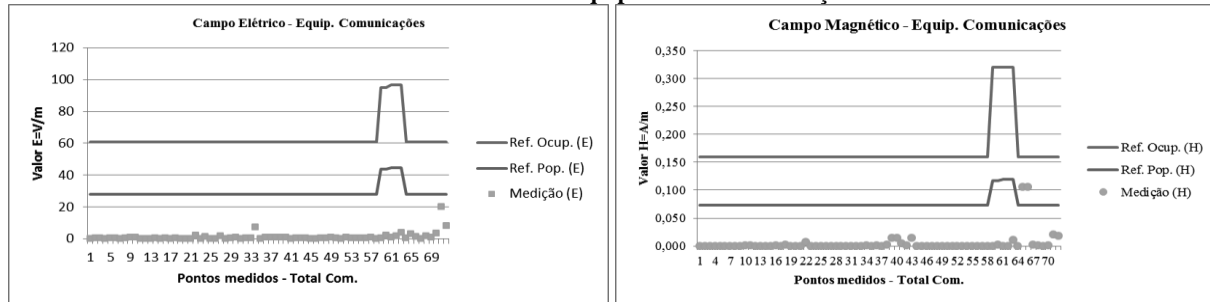 Campo Elétrico - Equip. Comunicações
120
100
80
60
40
20
0
Valor E=V/m
1 5 9 13 17 21 25 29 33 37 41 45 49 53 57 61 65 69
Pontos medidos - Total Com.
Ref. Ocup. (E)
Ref. Pop. (E)
Medição (E)
Campo Magnético - Equip. Comunicações
0,350
0,300
0,250
0,200
0,150
0,100
0,050
0,000
Valor H=A/m
1 4 7 10 13 16 19 22 25 28 31 34 37 40 43 46 49 52 55 58 61 64 67 70
Pontos medidos - Total Com.
Ref. Ocup. (H)
Ref. Pop. (H)
Medição (H)